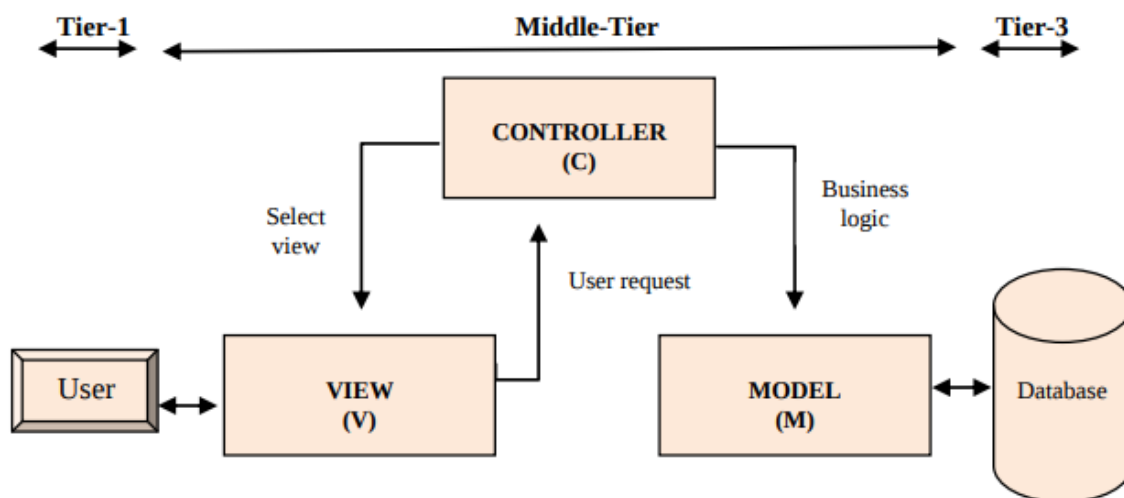 Tier-1
Middle-Tier
Tier-3
CONTROLLER
(C)
Select
view
Business
logic
User request
User
VIEW
(V)
MODEL
(M)
Database